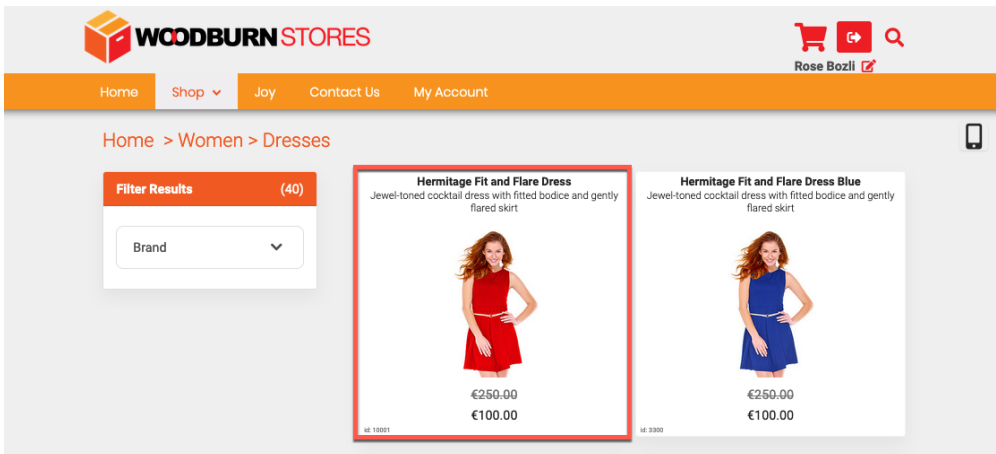 WOODBURN STORES
Rose Bozli
Home Shop Joy Contact Us My Account
Home > Women > Dresses
Filter Results (40)
Brand
Hermitage Fit and Flare Dress
Jewel-toned cocktail dress with fitted bodice and gently
flared skirt
€250.00
€100.00
id: 10001
Hermitage Fit and Flare Dress Blue
Jewel-toned cocktail dress with fitted bodice and gently
flared skirt
€250.00
€100.00
id: 3300